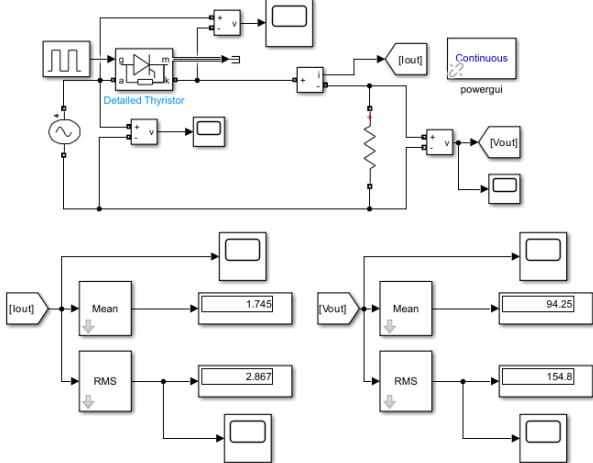 +
-
v
g
m
a
k
Detailed Thyristor
+
i
-
[Iout]
Continuous
powergui
+
+
-
v
+
+
-
v
[Vout]
[Iout]
Mean
1.745
RMS
2.867
[Vout]
Mean
94.25
RMS
154.8